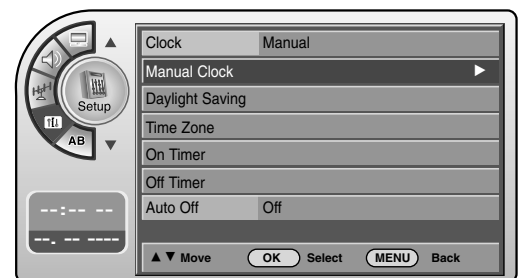 Clock Manual
Manual Clock ▶
Daylight Saving
Time Zone
On Timer
Off Timer
Auto Off Off
▲▼ Move OK Select MENU Back
Setup
AB
--:-- --
--. -- ----